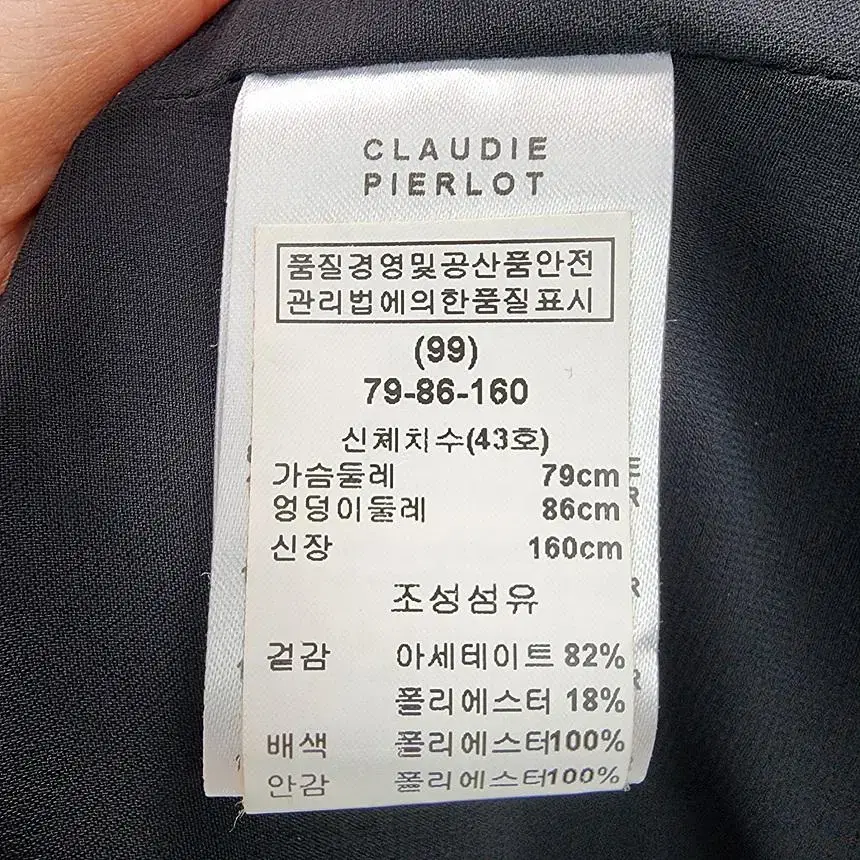 CLAUDIE
PIERLOT
품질경영및공산품안전
관리법에의한품질표시
(99)
79-86-160
신체치수(43호)
가슴둘레 79cm
엉덩이둘레 86cm
신장 160cm
조성섬유
겉감 아세테이트 82%
폴리에스터 18%
배색 폴리에스터100%
안감 폴리에스터100%